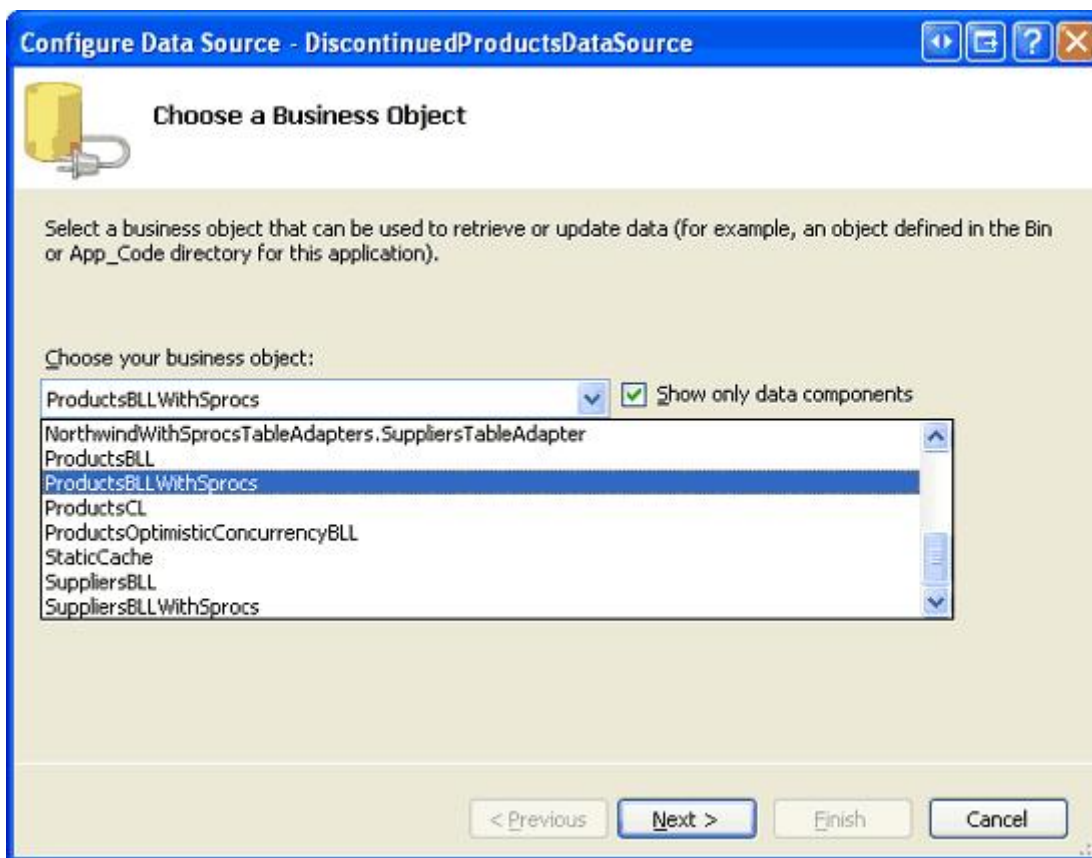 Configure Data Source - DiscontinuedProductsDataSource
Choose a Business Object
Select a business object that can be used to retrieve or update data (for example, an object defined in the Bin
or App_Code directory for this application).
Choose your business object:
ProductsBLLWithSprocs
Show only data components
NorthwindWithSprocsTableAdapters.SuppliersTableAdapter
ProductsBLL
ProductsBLLWithSprocs
ProductsCL
ProductsOptimisticConcurrencyBLL
StaticCache
SuppliersBLL
SuppliersBLLWithSprocs
< Previous
Next >
Finish
Cancel